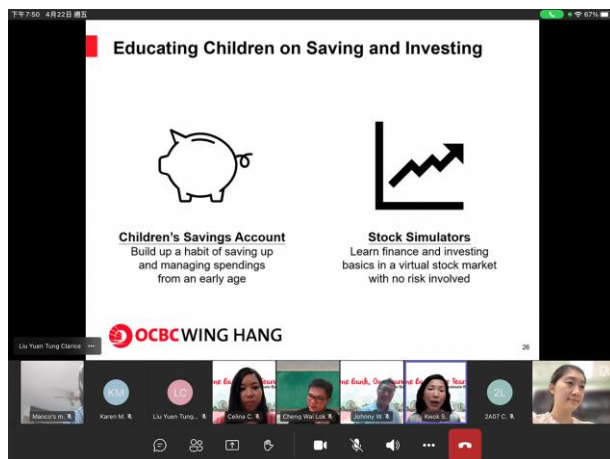 下午7:50 4月22日 週五
67%
Educating Children on Saving and Investing
Children's Savings Account
Build up a habit of saving up
and managing spendings
from an early age
Stock Simulators
Learn finance and investing
basics in a virtual stock market
with no risk involved
OCBC WING HANG
26
Liu Yuen Tung Clarice
KM
LC
2L
Manco's m.
Karen M.
Liu Yuen Tung...
Celina C.
Cheng Wai Lok
Johnny W.
Kwok S.
2A07 C.